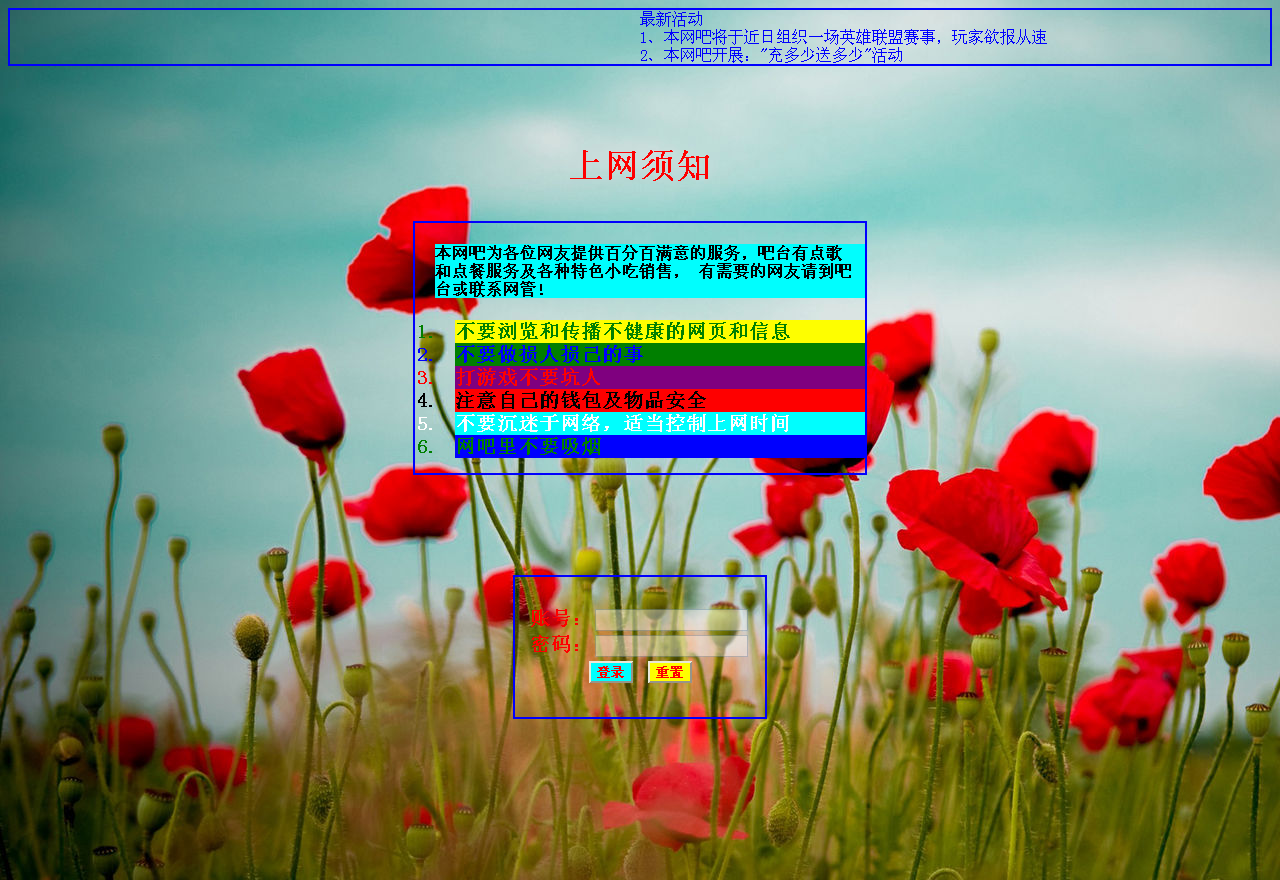 最新活动
1、本网吧将于近日组织一场英雄联盟赛事，玩家欲报从速
2、本网吧开展："充多少送多少"活动
上网须知
本网吧为各位网友提供百分百满意的服务，吧台有点歌
和点餐服务及各种特色小吃销售， 有需要的网友请到吧
台或联系网管！
1. 不要浏览和传播不健康的网页和信息
2. 不要做损人损己的事
3. 打游戏不要坑人
4. 注意自己的钱包及物品安全
5. 不要沉迷于网络，适当控制上网时间
6. 网吧里不要吸烟
账号：
密码：
登录 重置